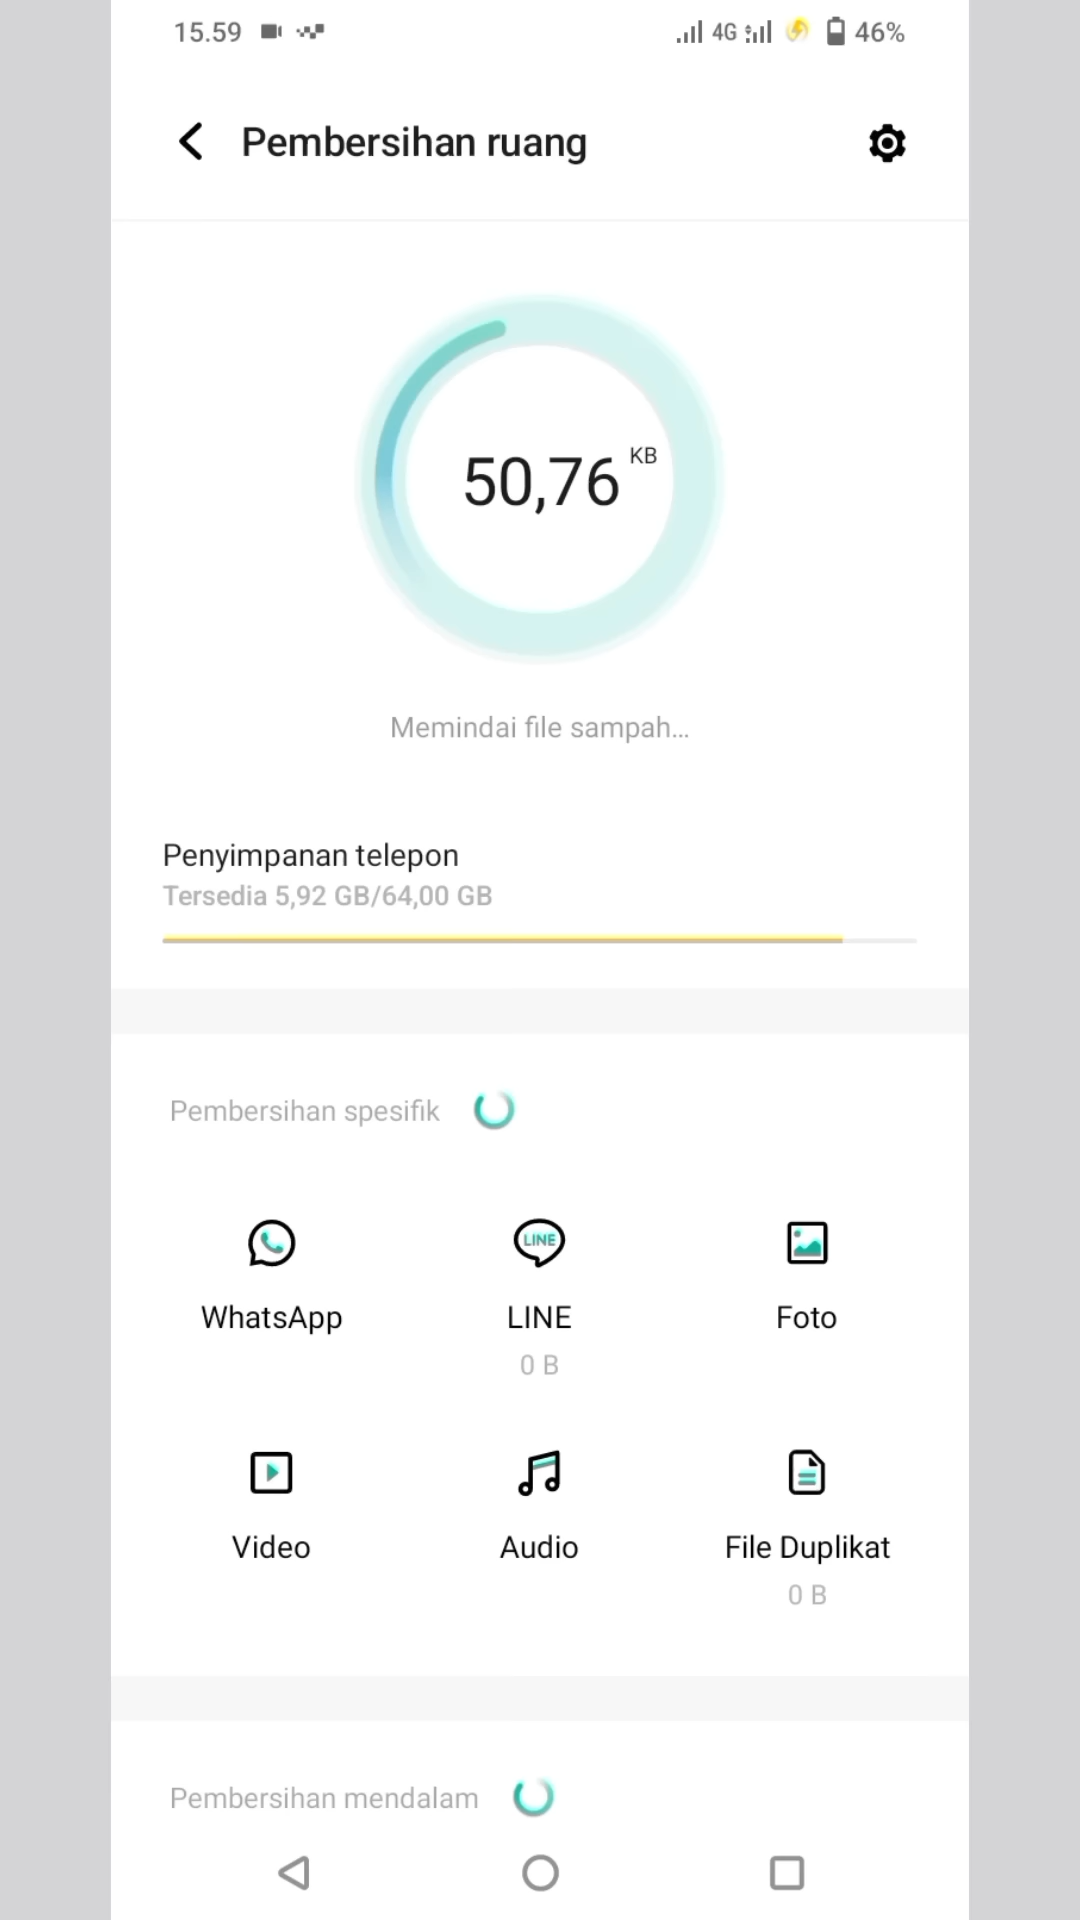 15.59 4G 46%
Pembersihan ruang
50,76 KB
Memindai file sampah...
Penyimpanan telepon
Tersedia 5,92 GB/64,00 GB
Pembersihan spesifik
WhatsApp
LINE
LINE
0 B
Foto
Video
Audio
File Duplikat
0 B
Pembersihan mendalam